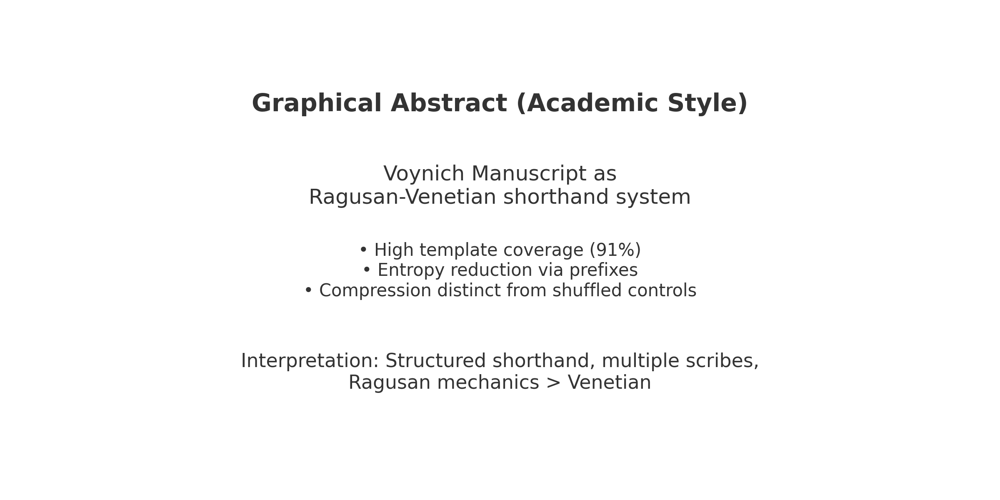 Graphical Abstract (Academic Style)
Voynich Manuscript as
Ragusan-Venetian shorthand system
• High template coverage (91%)
• Entropy reduction via prefixes
• Compression distinct from shuffled controls
Interpretation: Structured shorthand, multiple scribes,
Ragusan mechanics > Venetian